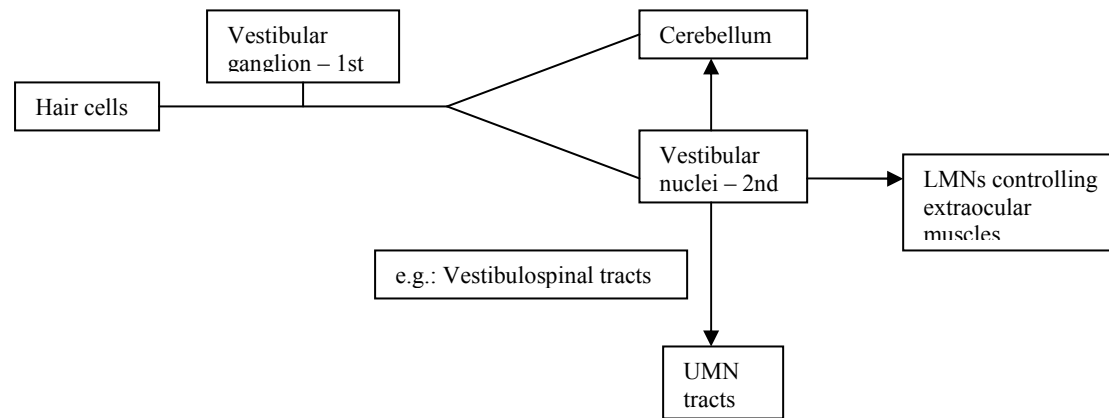 Vestibular
ganglion – 1st
Cerebellum
Hair cells
Vestibular
nuclei – 2nd
LMNs controlling
extraocular
muscles
e.g.: Vestibulospinal tracts
UMN
tracts